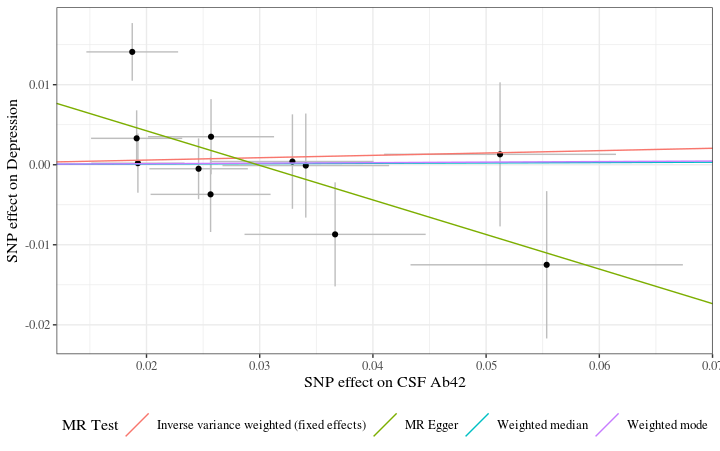 SNP effect on Depression
0.01
0.00
-0.01
-0.02
0.02
0.03
0.04
0.05
0.06
0.07
SNP effect on CSF Ab42
MR Test
Inverse variance weighted (fixed effects)
MR Egger
Weighted median
Weighted mode